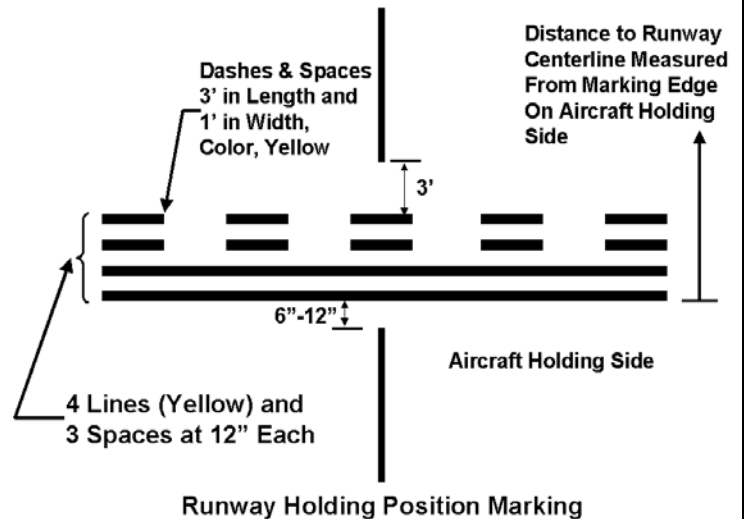 Dashes & Spaces
3' in Length and
1' in Width,
Color, Yellow
Distance to Runway
Centerline Measured
From Marking Edge
On Aircraft Holding
Side
3'
6”-12”
Aircraft Holding Side
4 Lines (Yellow) and
3 Spaces at 12” Each
Runway Holding Position Marking